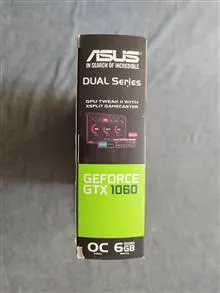 ASUS
IN SEARCH OF INCREDIBLE
DUAL Series
GPU TWEAK II WITH
XSPLIT GAMECASTER
GEFORCE
GTX 1060
OC 6GB